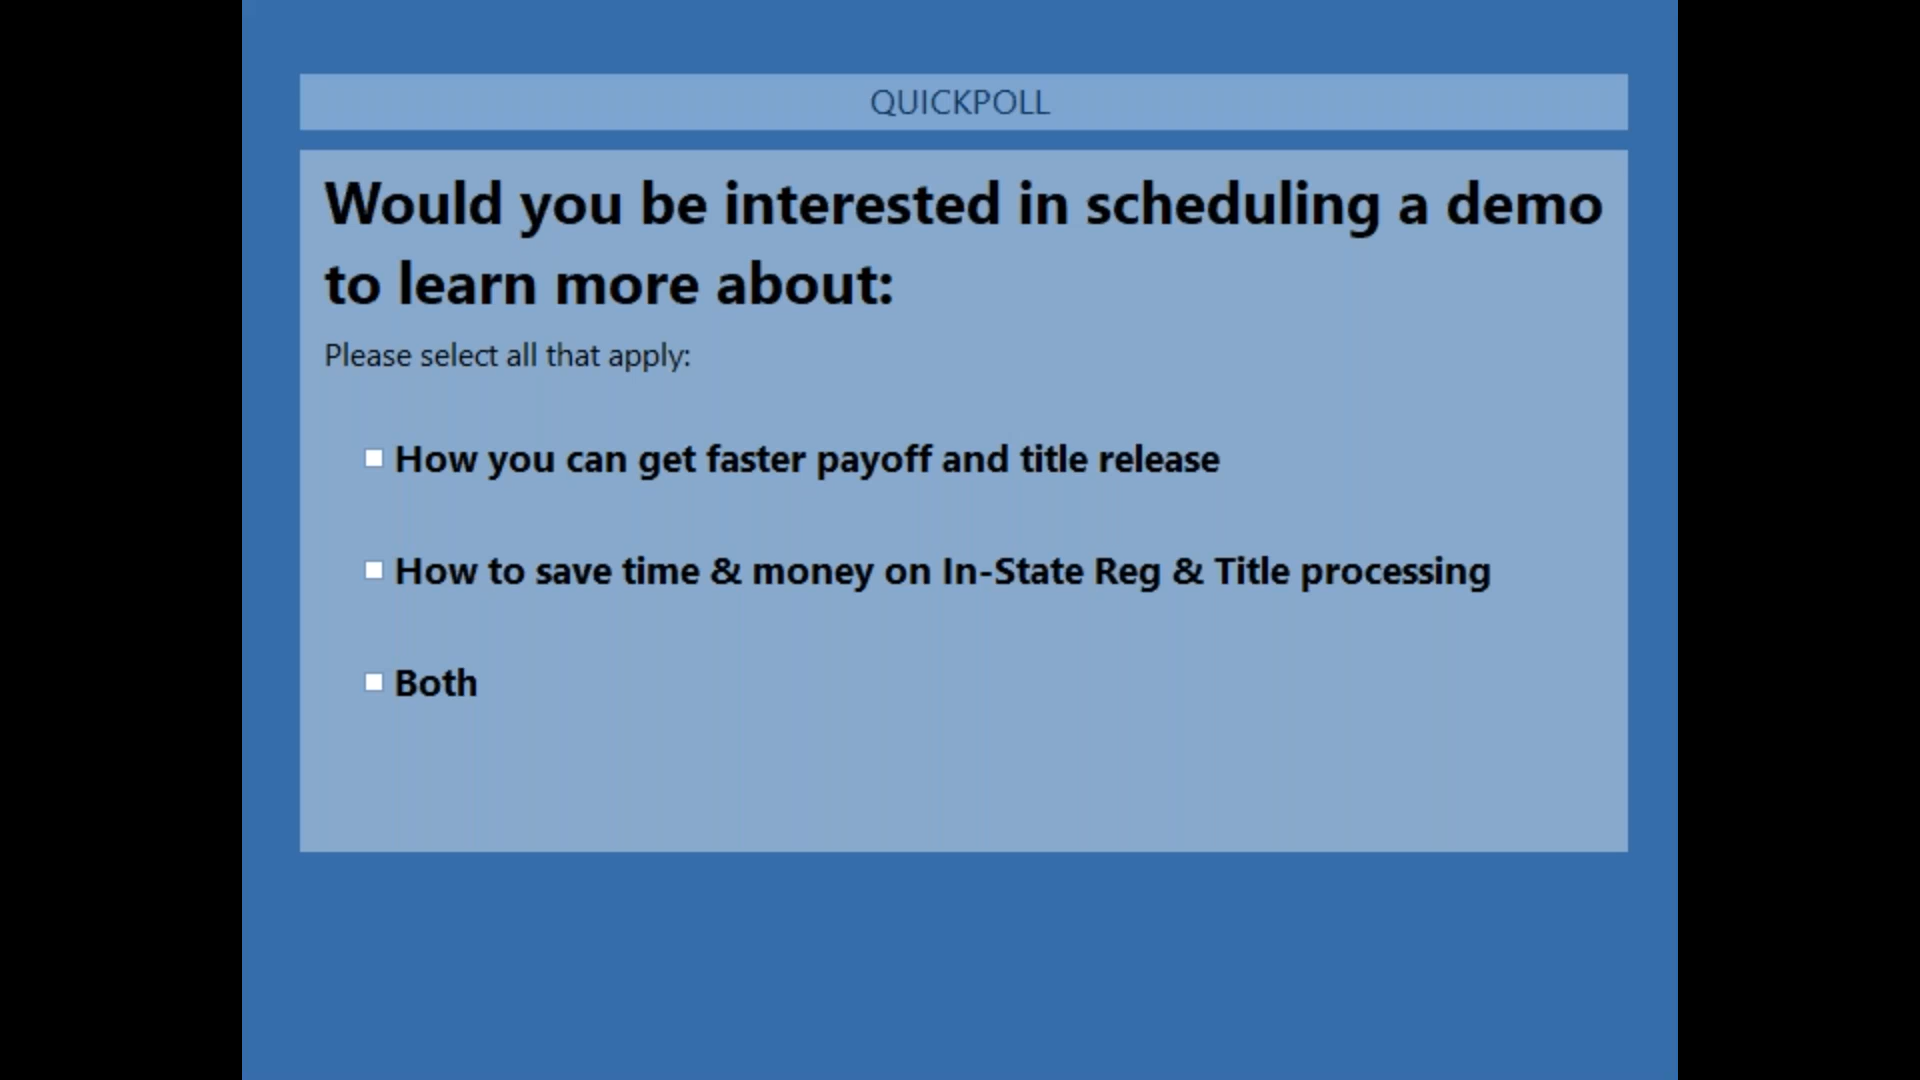 QUICKPOLL
Would you be interested in scheduling a demo
to learn more about:
Please select all that apply:
How you can get faster payoff and title release
How to save time & money on In-State Reg & Title processing
Both